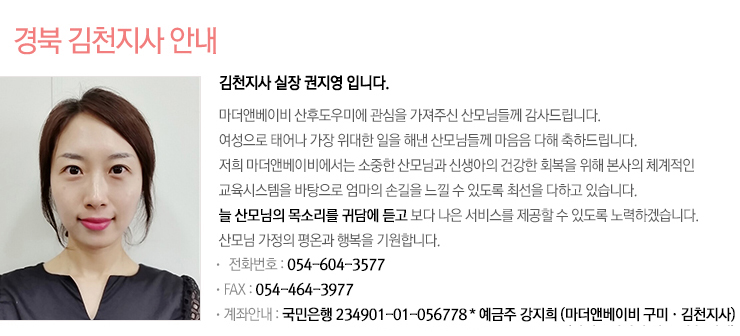 경북 김천지사 안내
김천지사 실장 권지영 입니다.
마더앤베이비 산후도우미에 관심을 가져주신 산모님들께 감사드립니다.
여성으로 태어나 가장 위대한 일을 해낸 산모님들께 마음음 다해 축하드립니다.
저희 마더앤베이비에서는 소중한 산모님과 신생아의 건강한 회복을 위해 본사의 체계적인
교육시스템을 바탕으로 엄마의 손길을 느낄 수 있도록 최선을 다하고 있습니다.
늘 산모님의 목소리를 귀담에 듣고 보다 나은 서비스를 제공할 수 있도록 노력하겠습니다.
산모님 가정의 평온과 행복을 기원합니다.
· 전화번호 : 054-604-3577
· FAX : 054-464-3977
· 계좌안내 : 국민은행 234901-01-056778 * 예금주 강지희 (마더앤베이비 구미 · 김천지사)